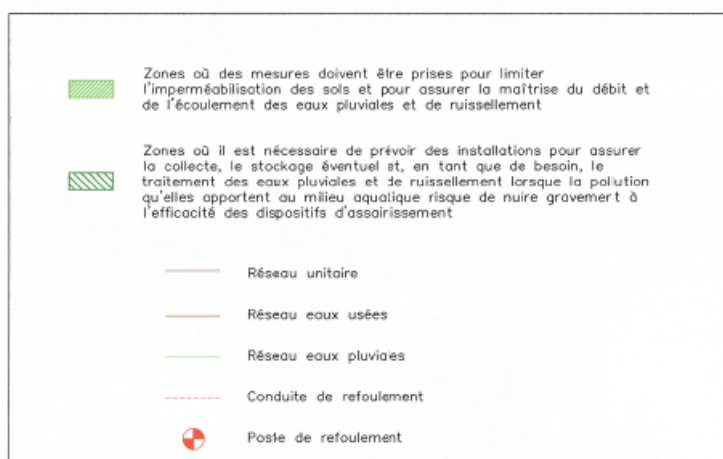 Zones où des mesures doivent être prises pour limiter
l'imperméabilisation des sols et pour assurer la maîtrise du débit et
de l'écoulement des eaux pluviales et de ruissellement
Zones où il est nécessaire de prévoir des installations pour assurer
la collecte, le stockage éventuel et, en tant que de besoin, le
traitement des eaux pluviales et de ruissellement lorsque la pollution
qu'elles apportent au milieu aquatique risque de nuire gravement à
l'efficacité des dispositifs d'assainissement
Réseau unitaire
Réseau eaux usées
Réseau eaux pluviales
Conduite de refoulement
Poste de refoulement